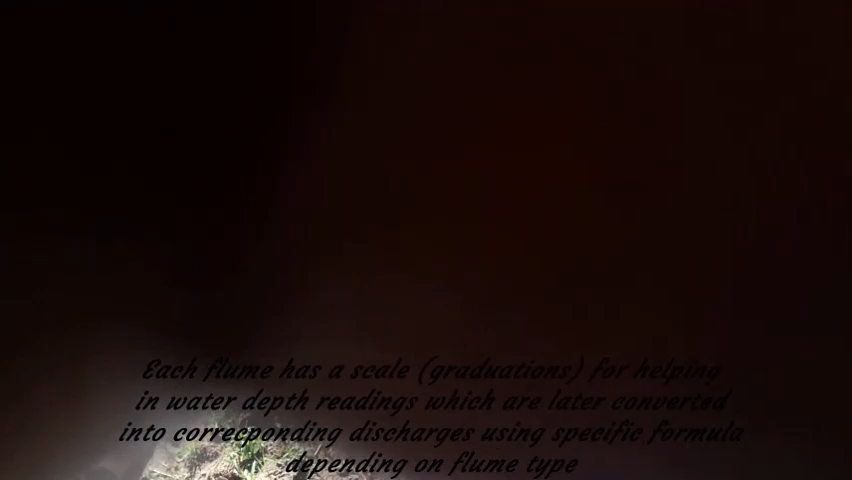 Each flume has a scale (graduations) for helping
in water depth readings which are later converted
into correcponding discharges using specific formula
depending on flume type